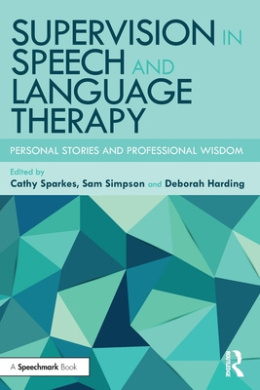 SUPERVISION IN
SPEECH AND
LANGUAGE
THERAPY
PERSONAL STORIES AND PROFESSIONAL WISDOM
Edited by
Cathy Sparkes, Sam Simpson and Deborah Harding
A Speechmark Book
Routledge